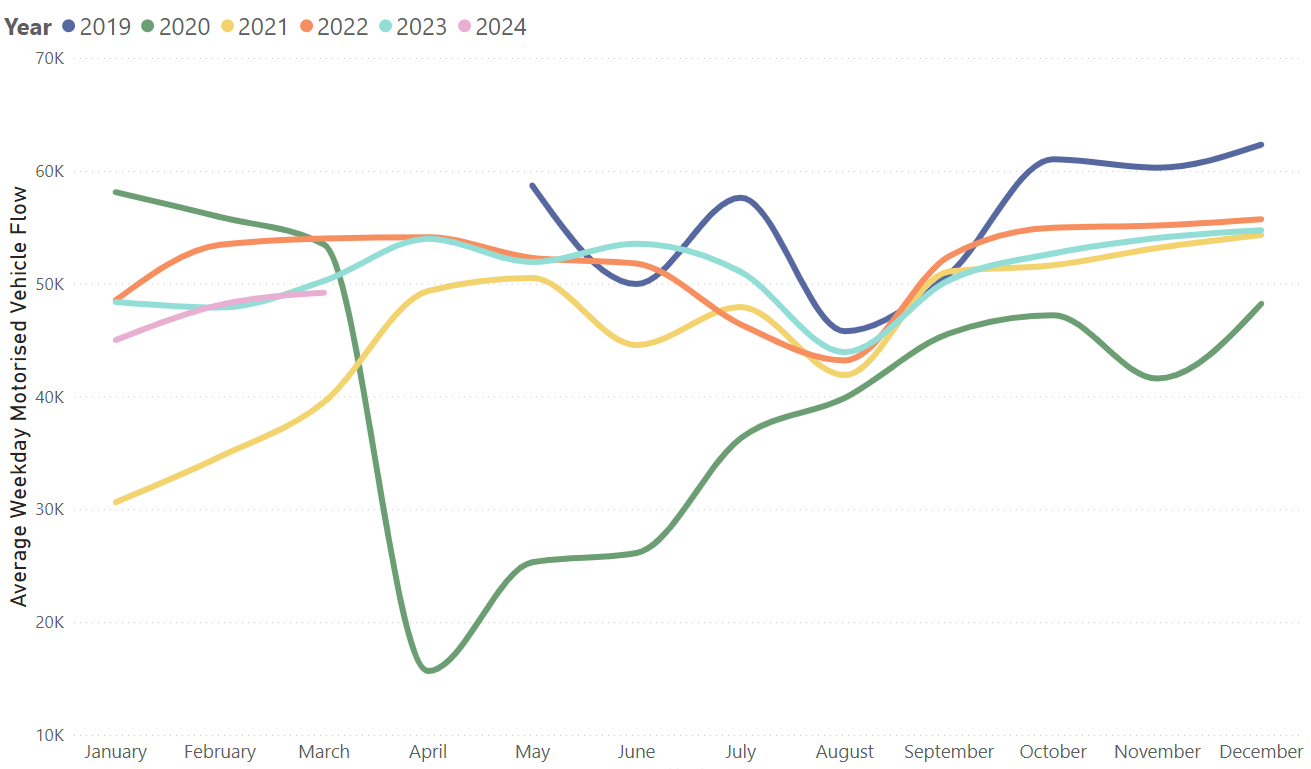 Year 2019 2020 2021 2022 2023 2024
70K
60K
50K
40K
30K
20K
10K
Average Weekday Motorised Vehicle Flow
January February March April May June July August September October November December